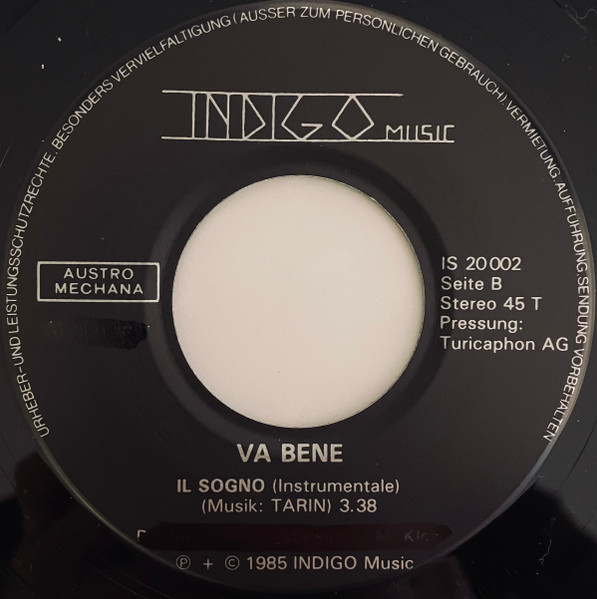 URHEBER-UND LEISTUNGSSCHUTZRECHTE. BESONDERS VERVIELFÄLTIGUNG (AUSSER ZUM PERSÖNLICHEN GEBRAUCH), VERMIETUNG, AUFFÜHRUNG, SENDUNG VORBEHALTEN
INDIGO MUSIC
AUSTRO
MECHANA
IS 20002
Seite B
Stereo 45 T
Pressung:
Turicaphon AG
VA BENE
IL SOGNO (Instrumentale)
(Musik: TARIN) 3.38
Ⓟ + © 1985 INDIGO Music